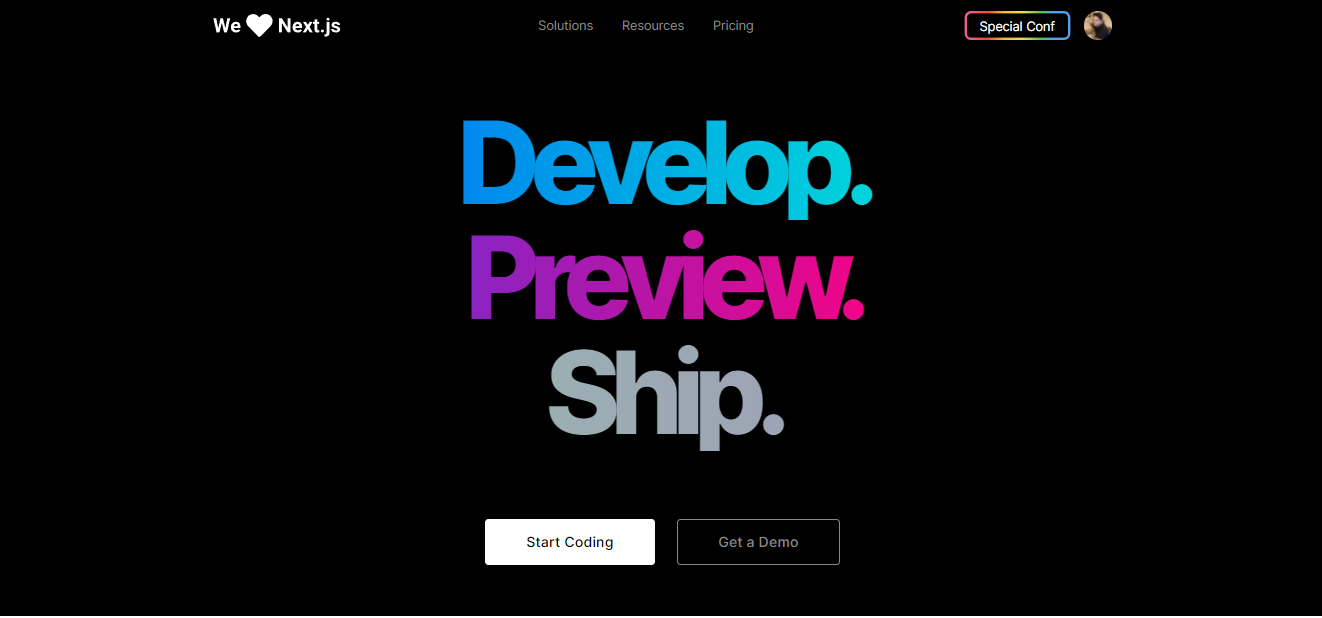 We ♥ Next.js
Solutions
Resources
Pricing
Special Conf
Develop.
Preview.
Ship.
Start Coding
Get a Demo